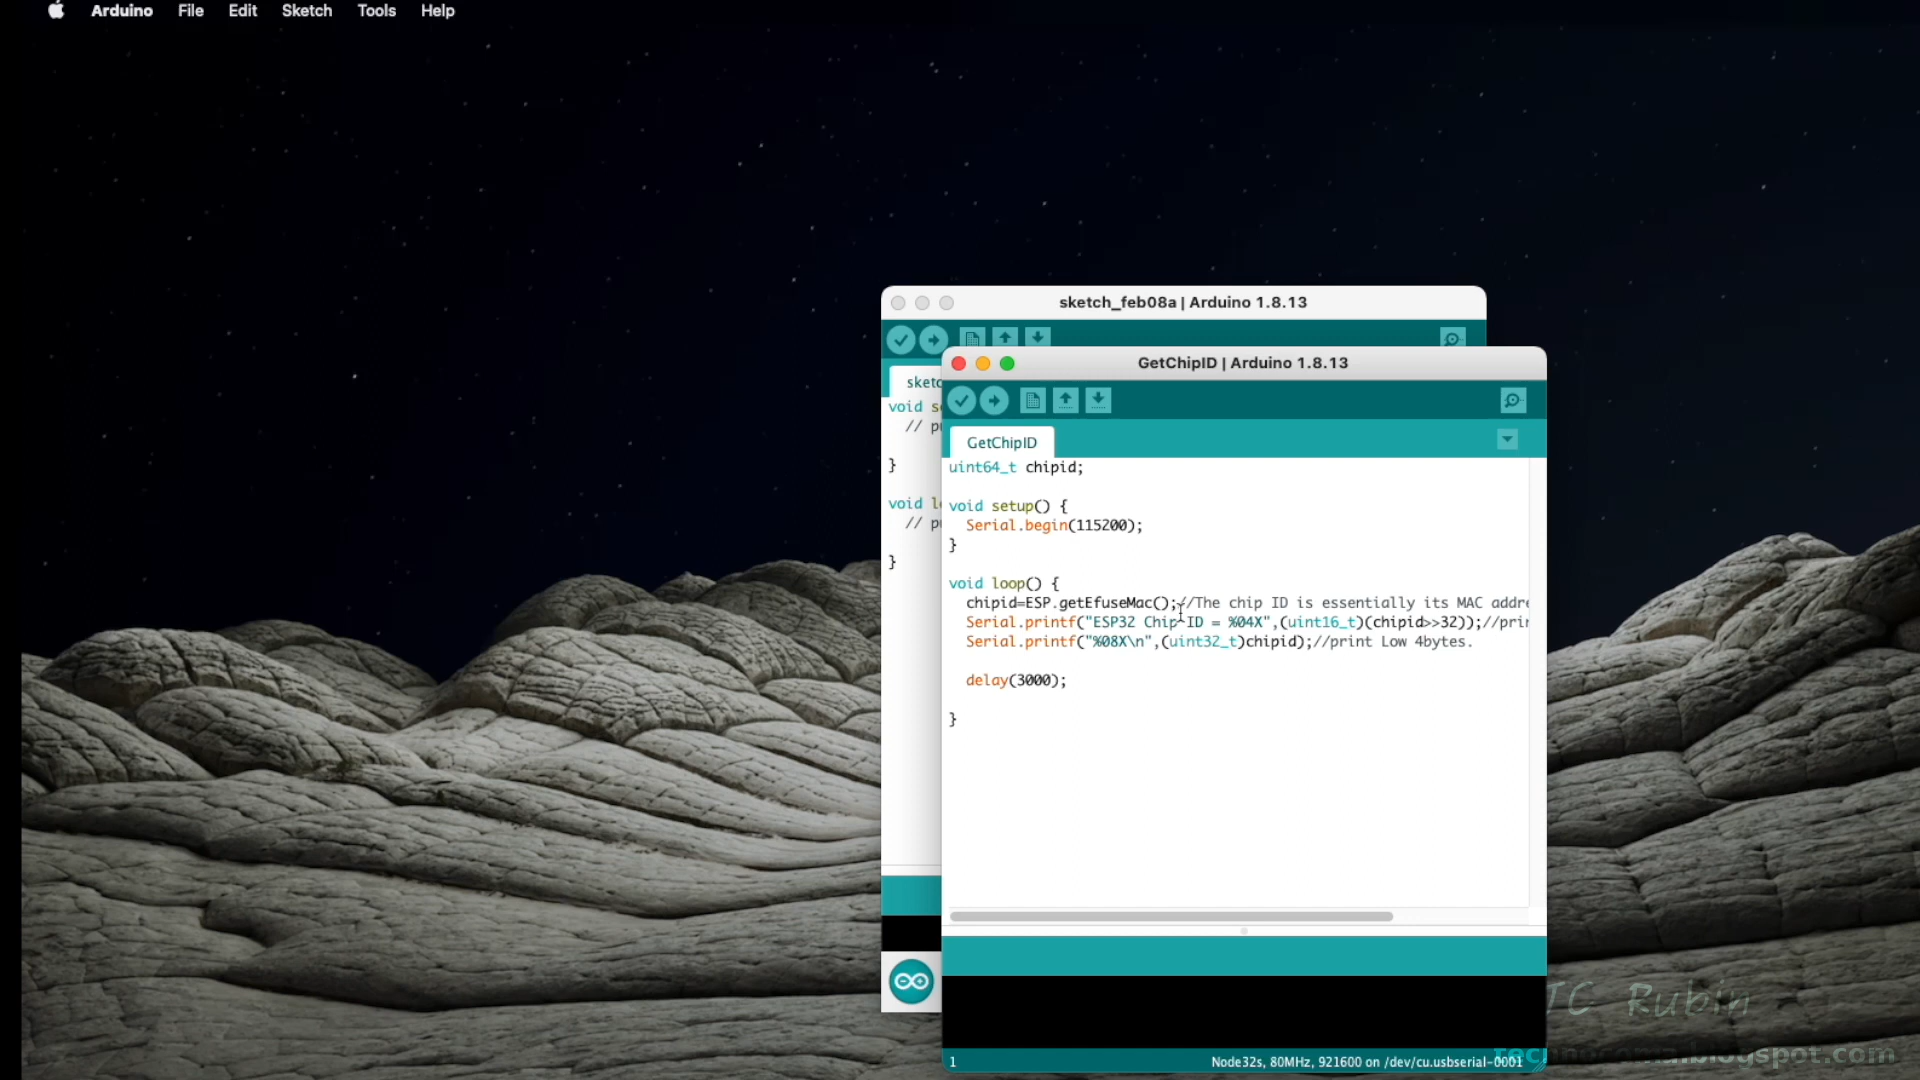 Arduino File Edit Sketch Tools Help
sketch_feb08a | Arduino 1.8.13
void
//
}
void
//
}
GetChipID | Arduino 1.8.13
GetChipID
uint64_t chipid;
void setup() {
Serial.begin(115200);
}
void loop() {
chipid=ESP.getEfuseMac();//The chip ID is essentially its MAC
Serial.printf("ESP32 Chip ID = %04X",(uint16_t)(chipid>>32));
Serial.printf("%08X\n",(uint32_t)chipid);//print Low 4bytes.
delay(3000);
}
1
Node32s, 80MHz, 921600 on /dev/cu.usbserial-0001
JC Rubin